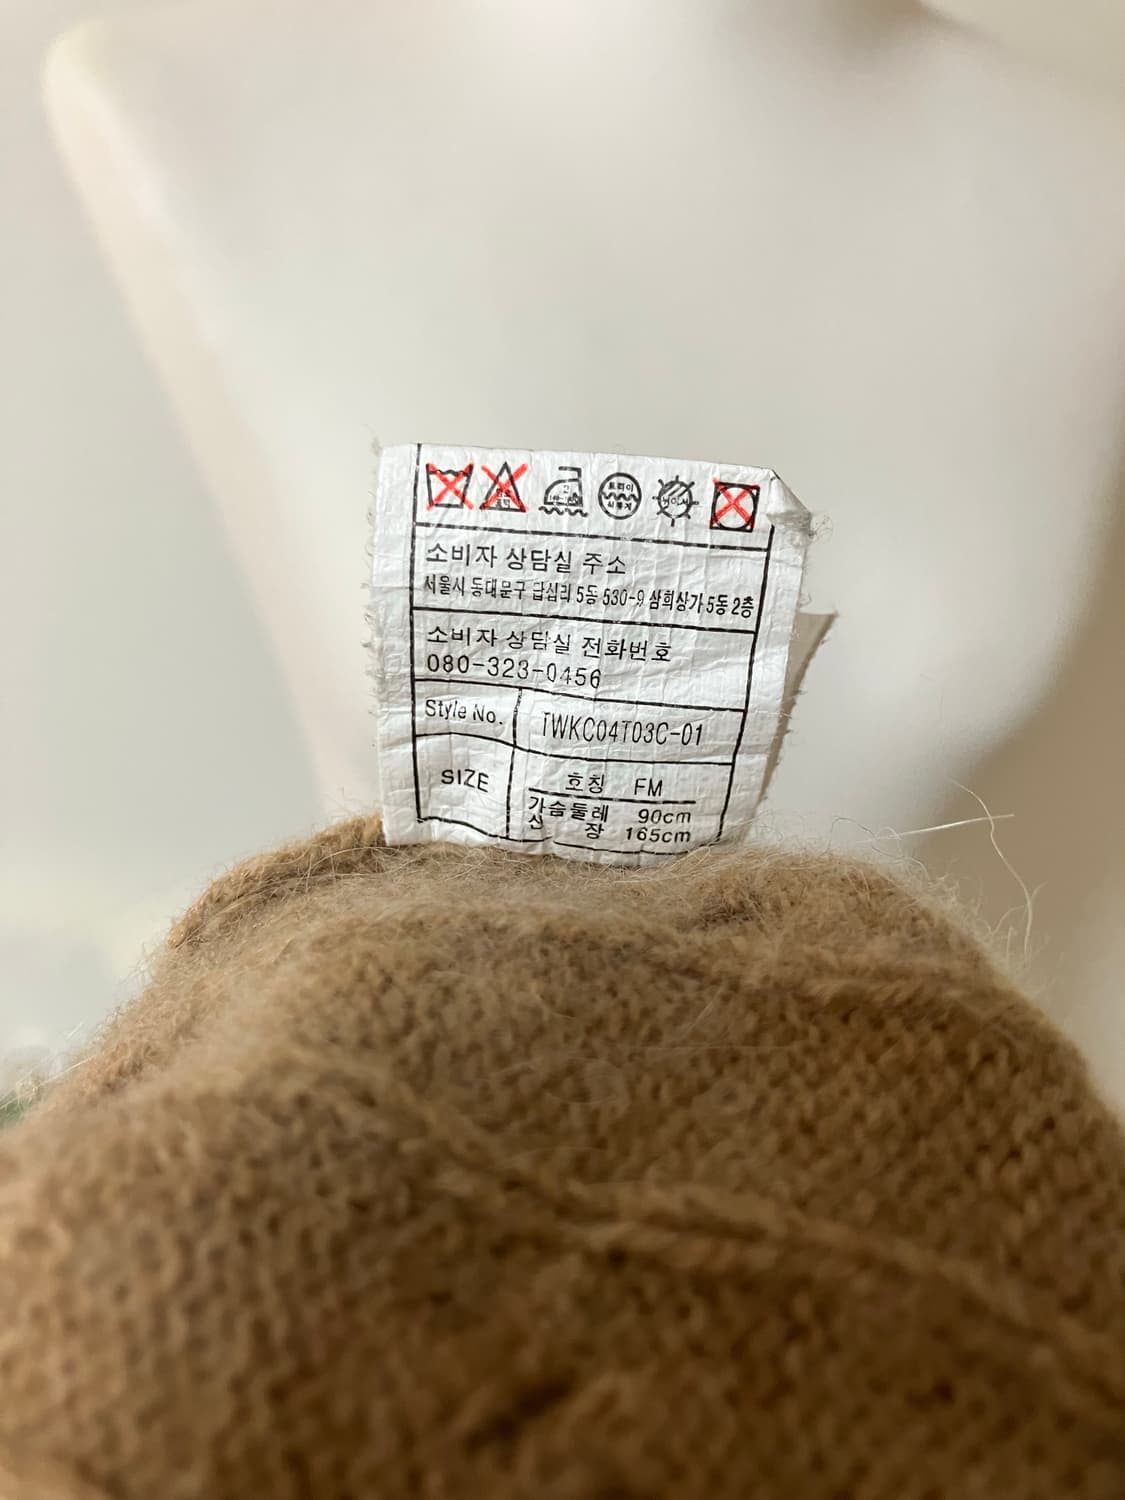 드라이
소비자 상담실 주소
서울시 동대문구 답십리 5동 530-9 삼희상가 5동 2층
소비자 상담실 전화번호
080-323-0456
Style No. TWKC04T03C-01
SIZE
호칭 FM
가슴둘레 90cm
신 장 165cm